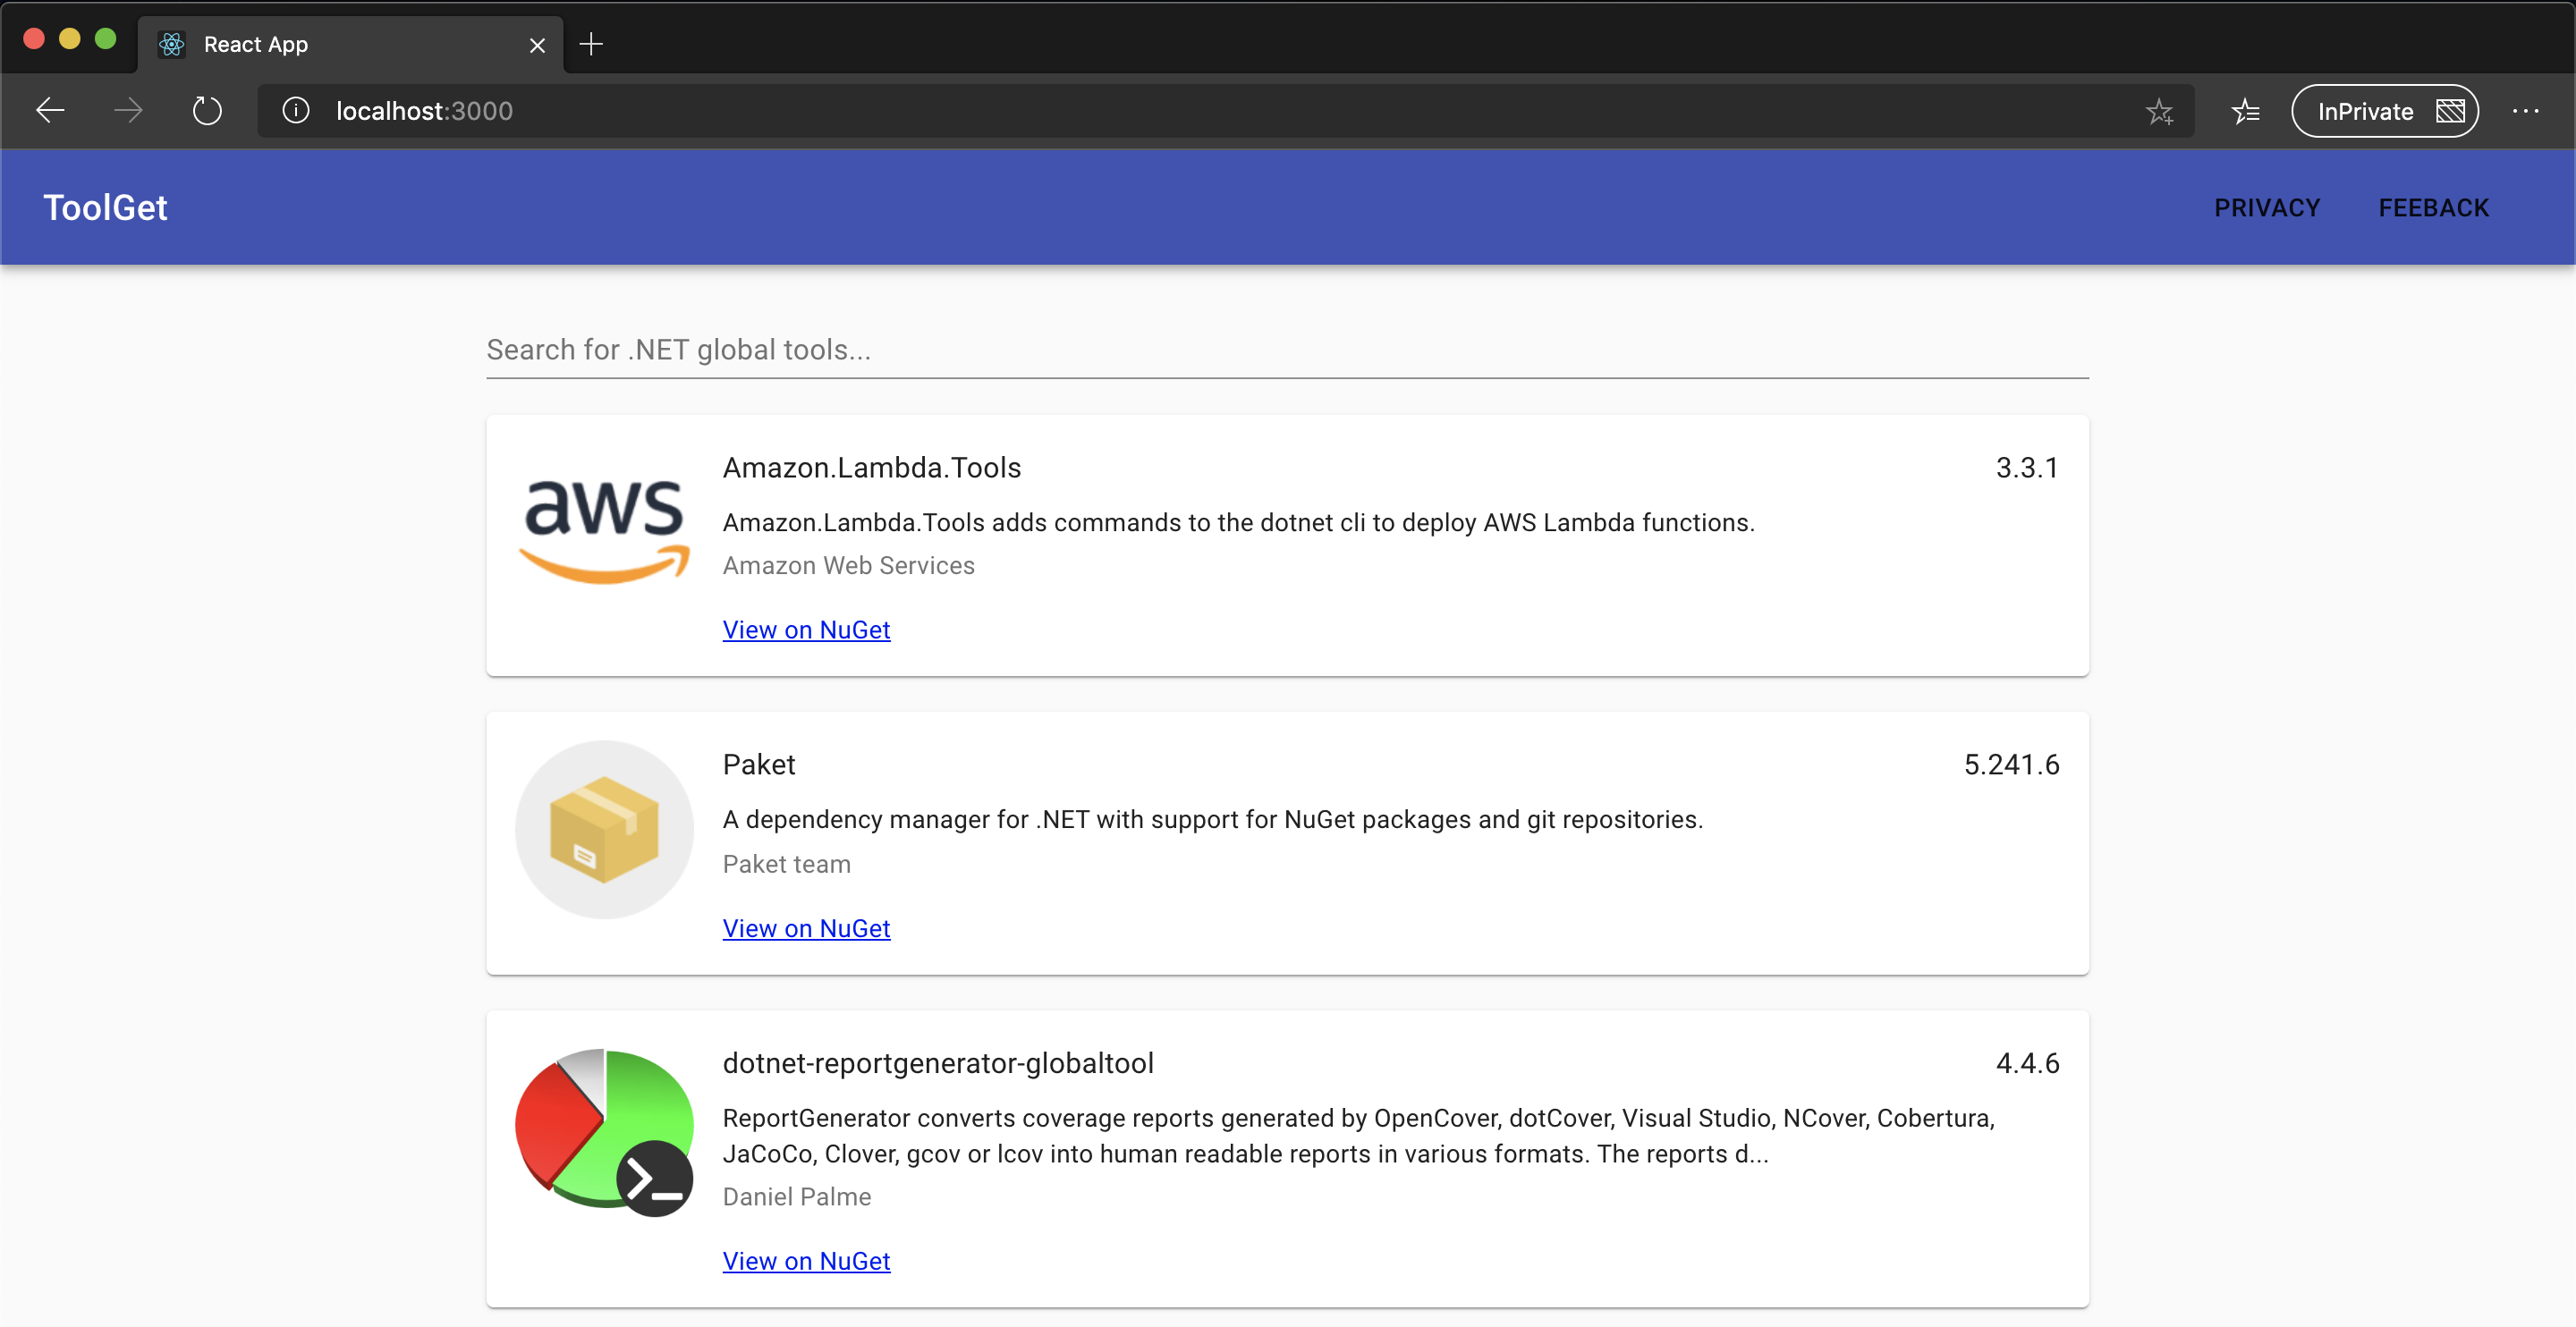 React App
localhost:3000
InPrivate
ToolGet
PRIVACY
FEEBACK
Search for .NET global tools...
aws
Amazon.Lambda.Tools
3.3.1
Amazon.Lambda.Tools adds commands to the dotnet cli to deploy AWS Lambda functions.
Amazon Web Services
View on NuGet
Paket
5.241.6
A dependency manager for .NET with support for NuGet packages and git repositories.
Paket team
View on NuGet
dotnet-reportgenerator-globaltool
4.4.6
ReportGenerator converts coverage reports generated by OpenCover, dotCover, Visual Studio, NCover, Cobertura,
JaCoCo, Clover, gcov or lcov into human readable reports in various formats. The reports d...
Daniel Palme
View on NuGet